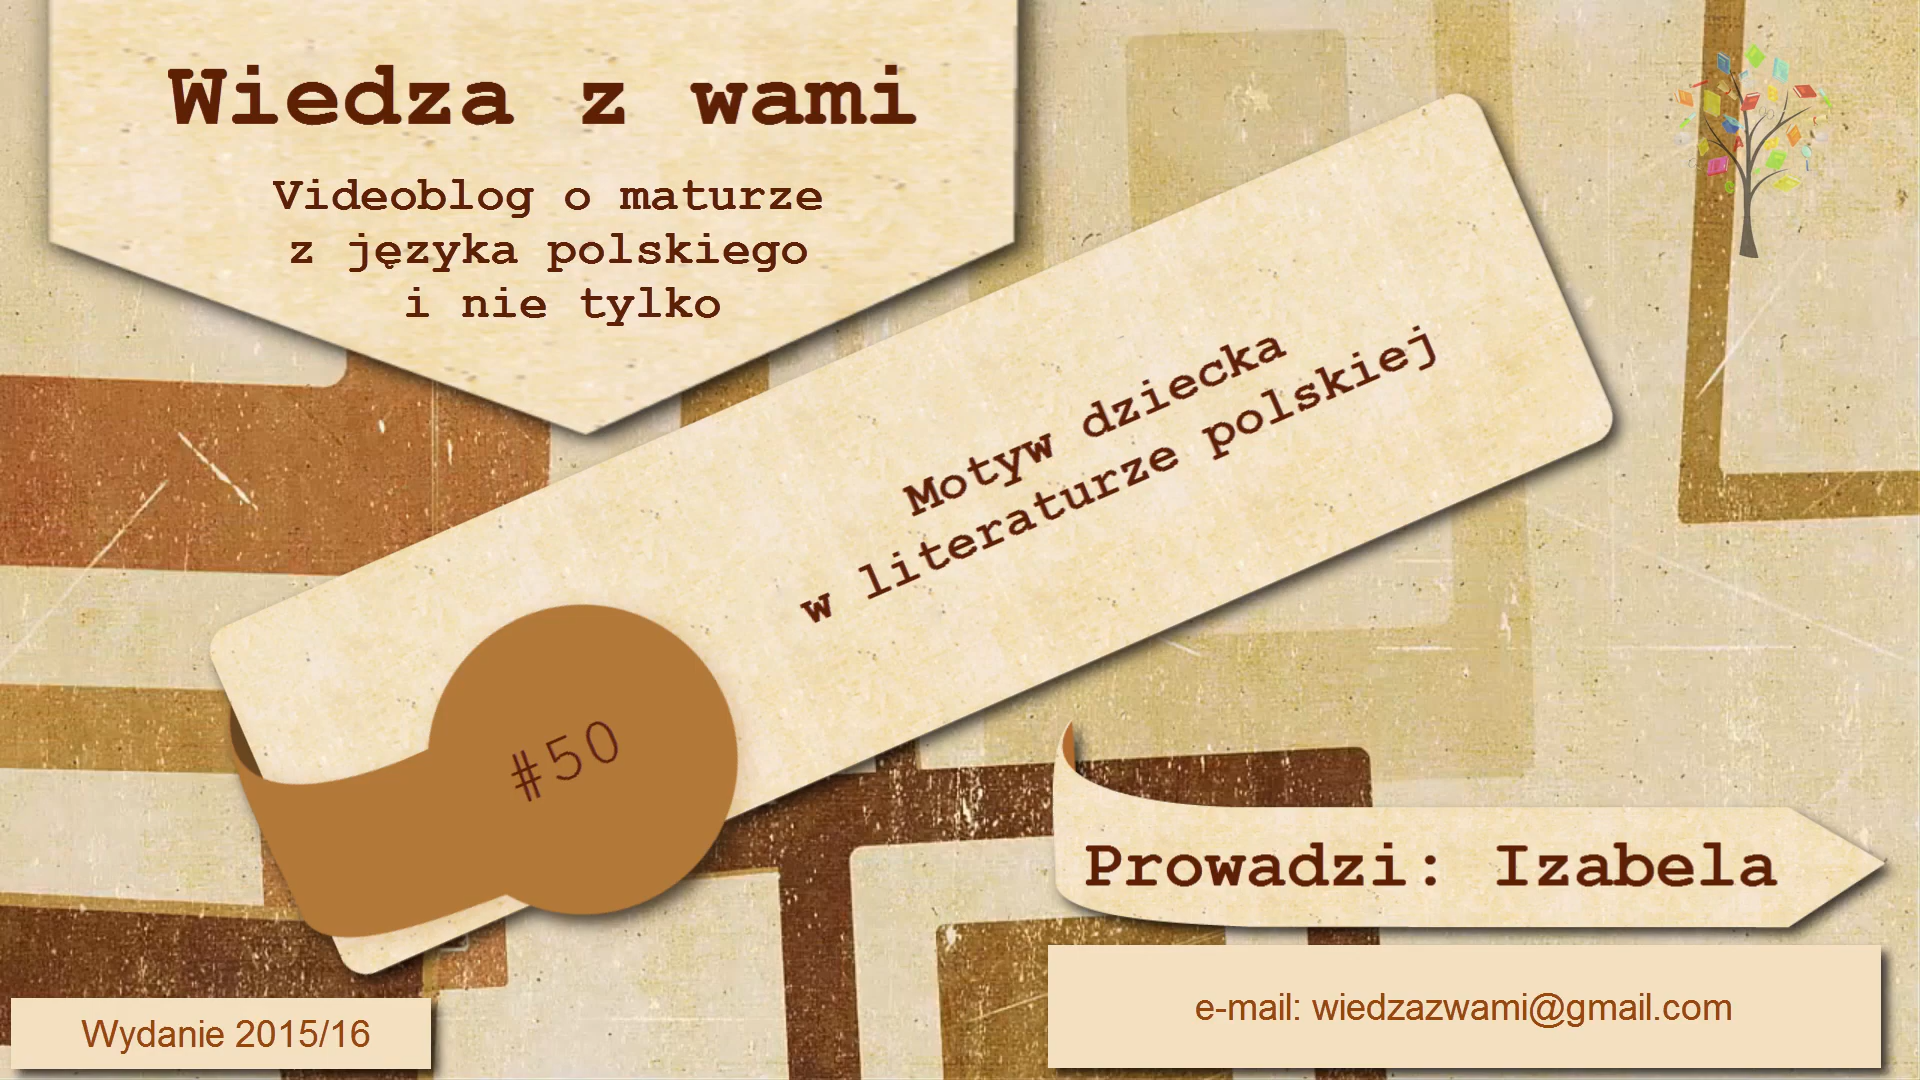 Wiedza z wami
Videoblog o maturze
z języka polskiego
i nie tylko
Motyw dziecka
w literaturze polskiej
#50
Prowadzi: Izabela
e-mail: wiedzazwami@gmail.com
Wydanie 2015/16